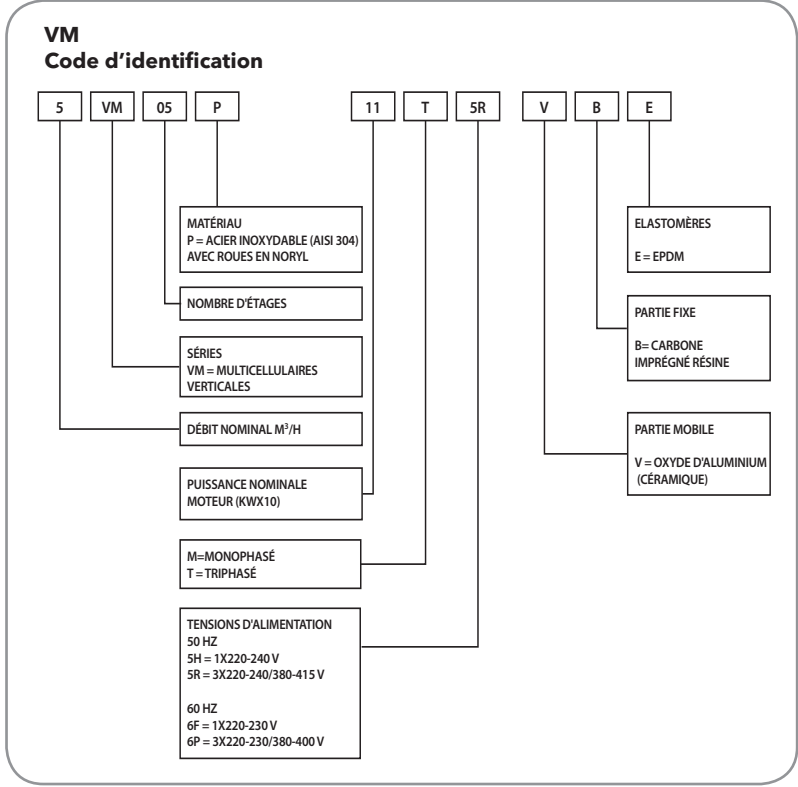 VM
Code d'identification
5 VM 05 P 11 T 5R V B E
MATÉRIAU
P = ACIER INOXYDABLE (AISI 304)
AVEC ROUES EN NORYL
NOMBRE D'ÉTAGES
SÉRIES
VM = MULTICELLULAIRES
VERTICALES
DÉBIT NOMINAL M³/H
PUISSANCE NOMINALE
MOTEUR (KWX10)
M=MONOPHASÉ
T = TRIPHASÉ
TENSIONS D'ALIMENTATION
50 HZ
5H = 1X220-240 V
5R = 3X220-240/380-415 V
60 HZ
6F = 1X220-230 V
6P = 3X220-230/380-400 V
ELASTOMÈRES
E = EPDM
PARTIE FIXE
B= CARBONE
IMPRÉGNÉ RÉSINE
PARTIE MOBILE
V = OXYDE D'ALUMINIUM
(CÉRAMIQUE)